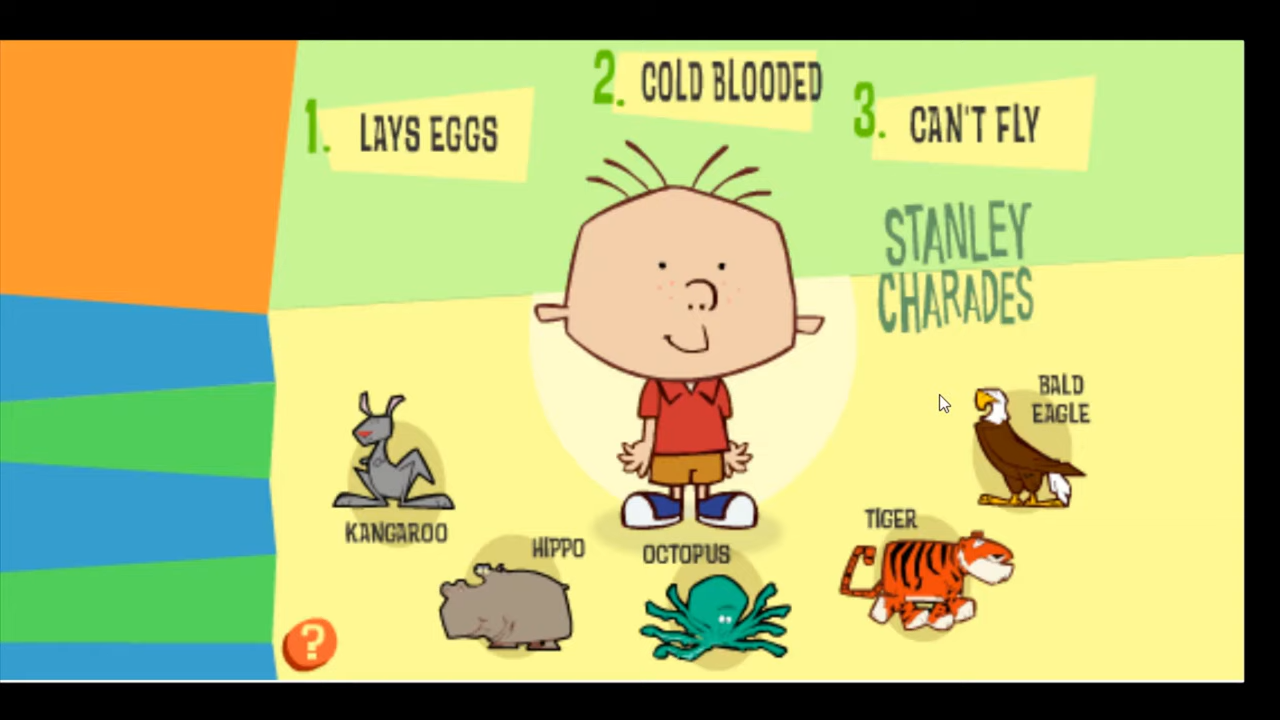 1. LAYS EGGS
2. COLD BLOODED
3. CAN'T FLY
STANLEY
CHARADES
BALD
EAGLE
KANGAROO
HIPPO
OCTOPUS
TIGER
?